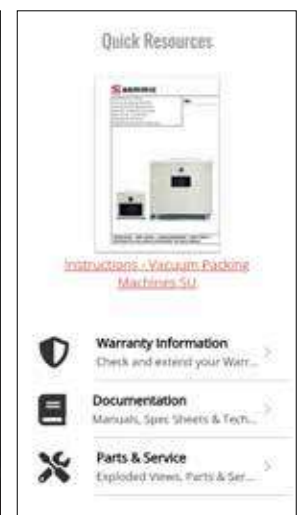 Quick Resources
SAMMIC
Instructions - Vacuum Packing
Machines SU
Warranty Information
Check and extend your Warr...
Documentation
Manuals, Spec Sheets & Tech...
Parts & Service
Exploded Views, Parts & Ser...